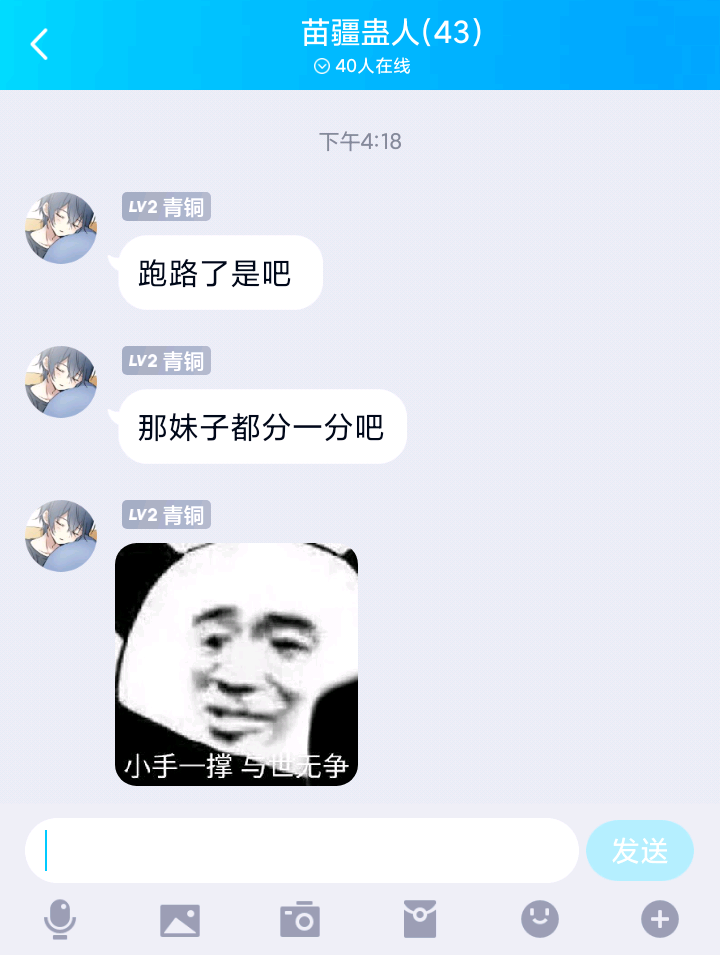 苗疆蛊人(43)
40人在线
下午4:18
LV2 青铜
跑路了是吧
LV2 青铜
那妹子都分一分吧
LV2 青铜
小手一撑 与世无争
发送